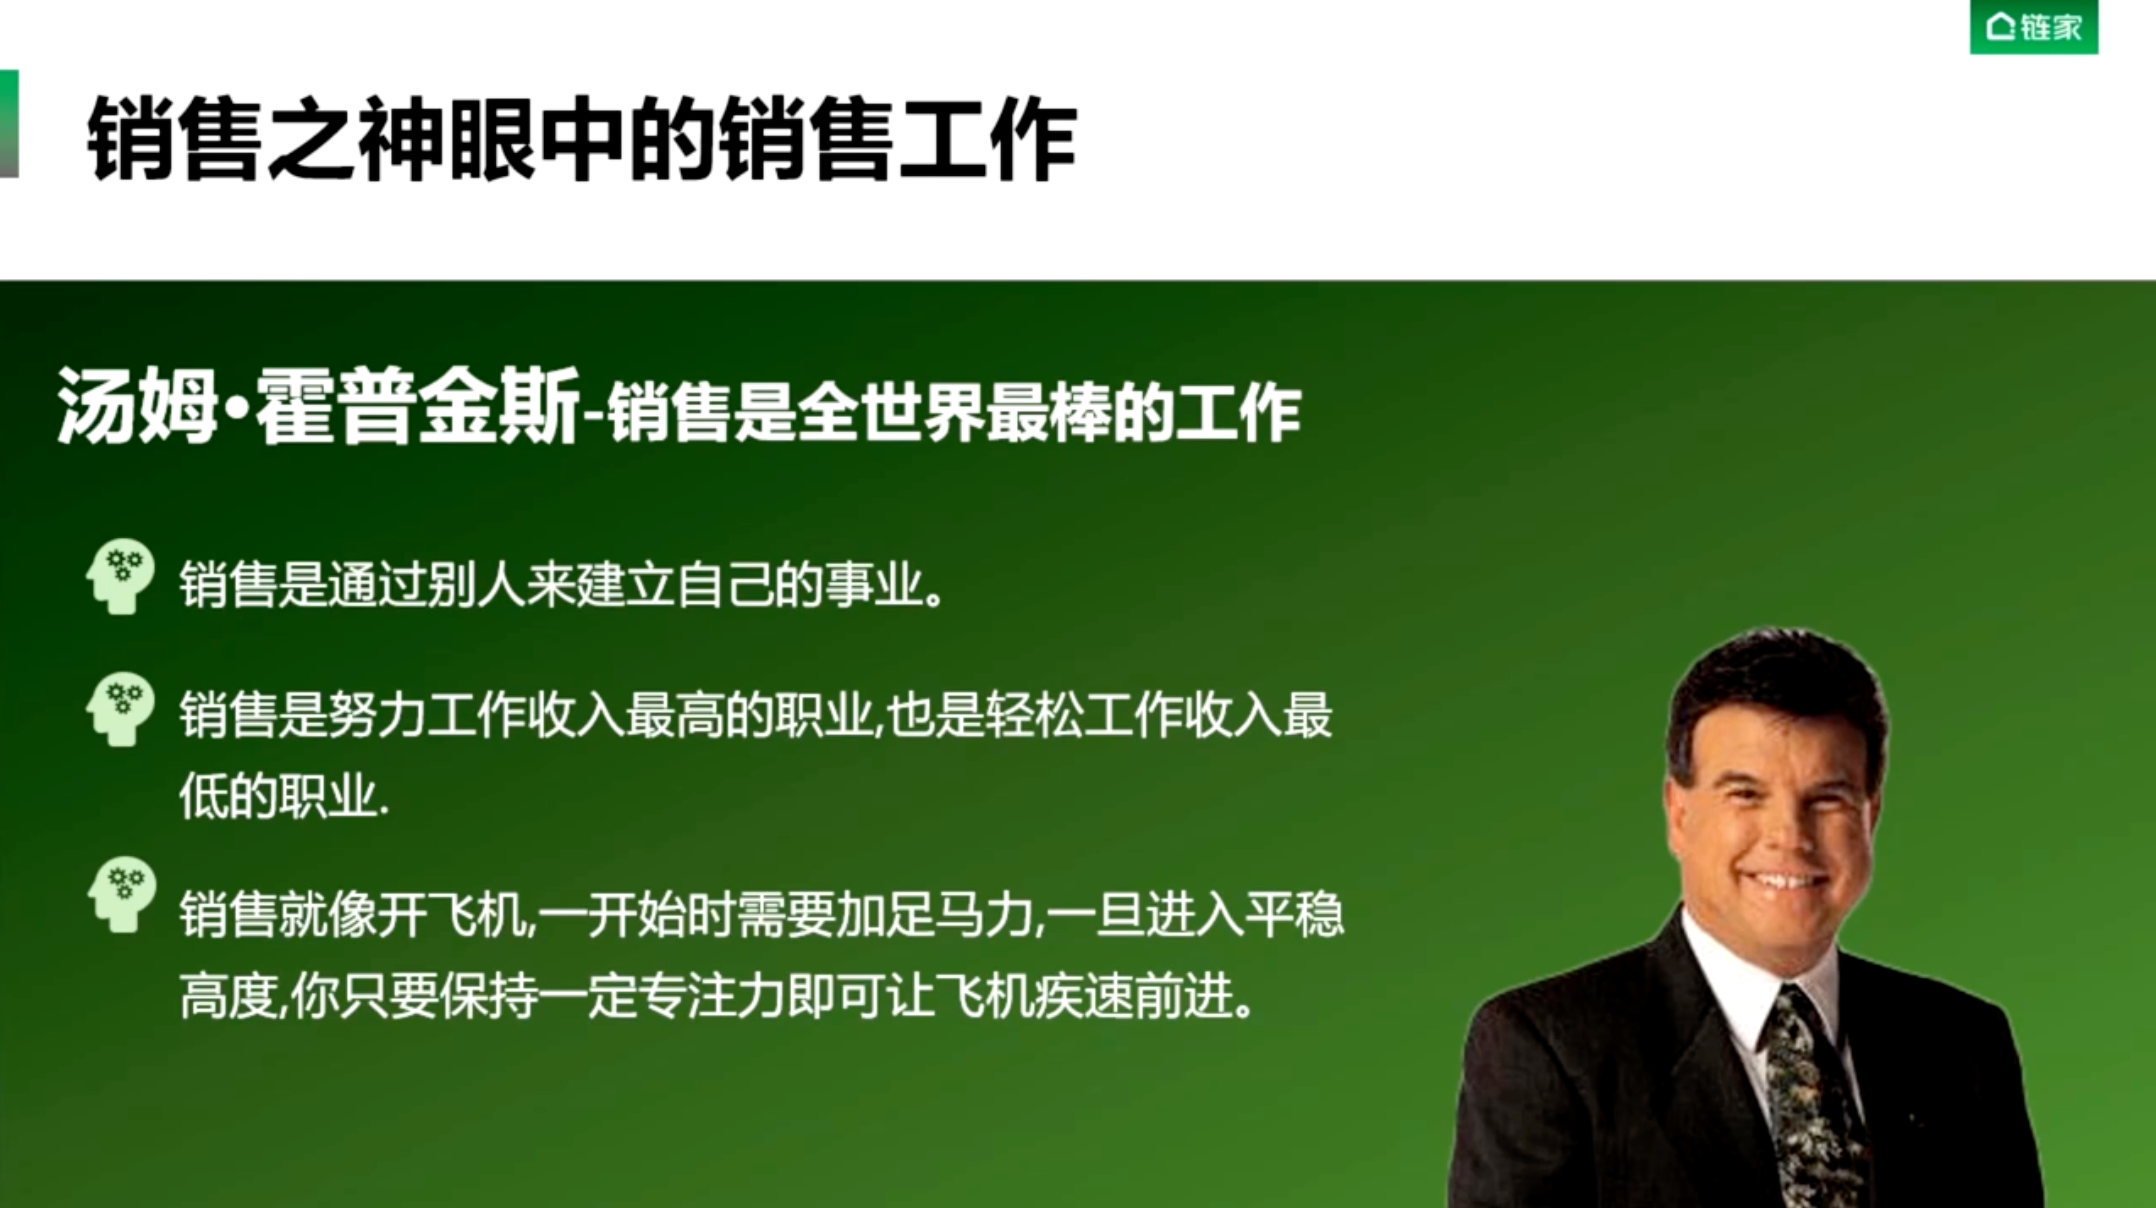 链家
销售之神眼中的销售工作
汤姆•霍普金斯-销售是全世界最棒的工作
销售是通过别人来建立自己的事业。
销售是努力工作收入最高的职业,也是轻松工作收入最
低的职业.
销售就像开飞机,一开始时需要加足马力,一旦进入平稳
高度,你只要保持一定专注力即可让飞机疾速前进。